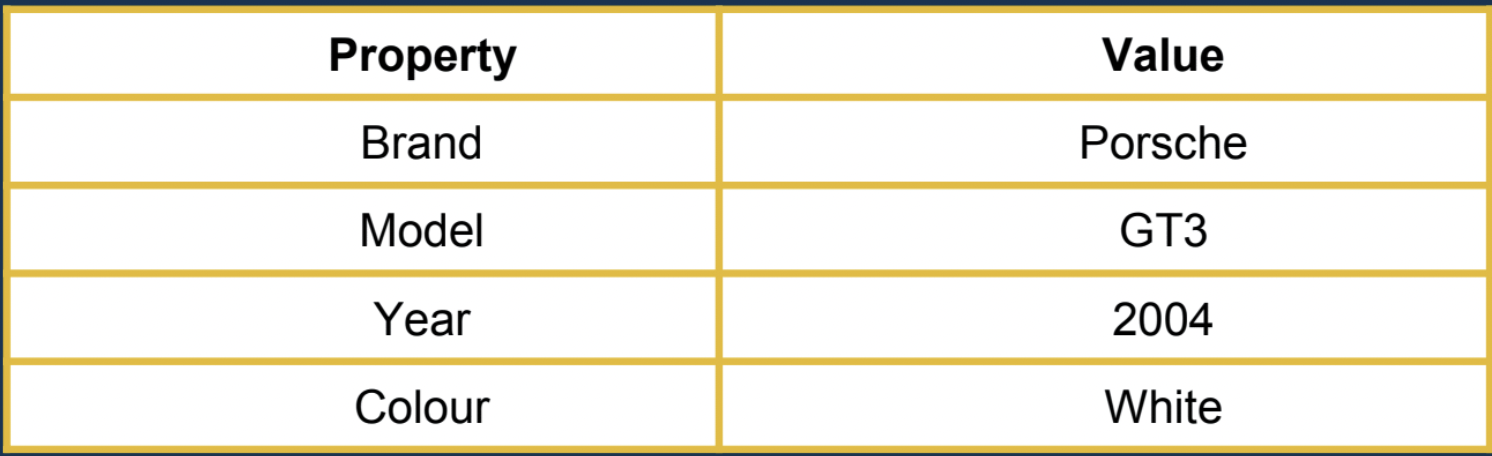 Property Value
Brand Porsche
Model GT3
Year 2004
Colour White